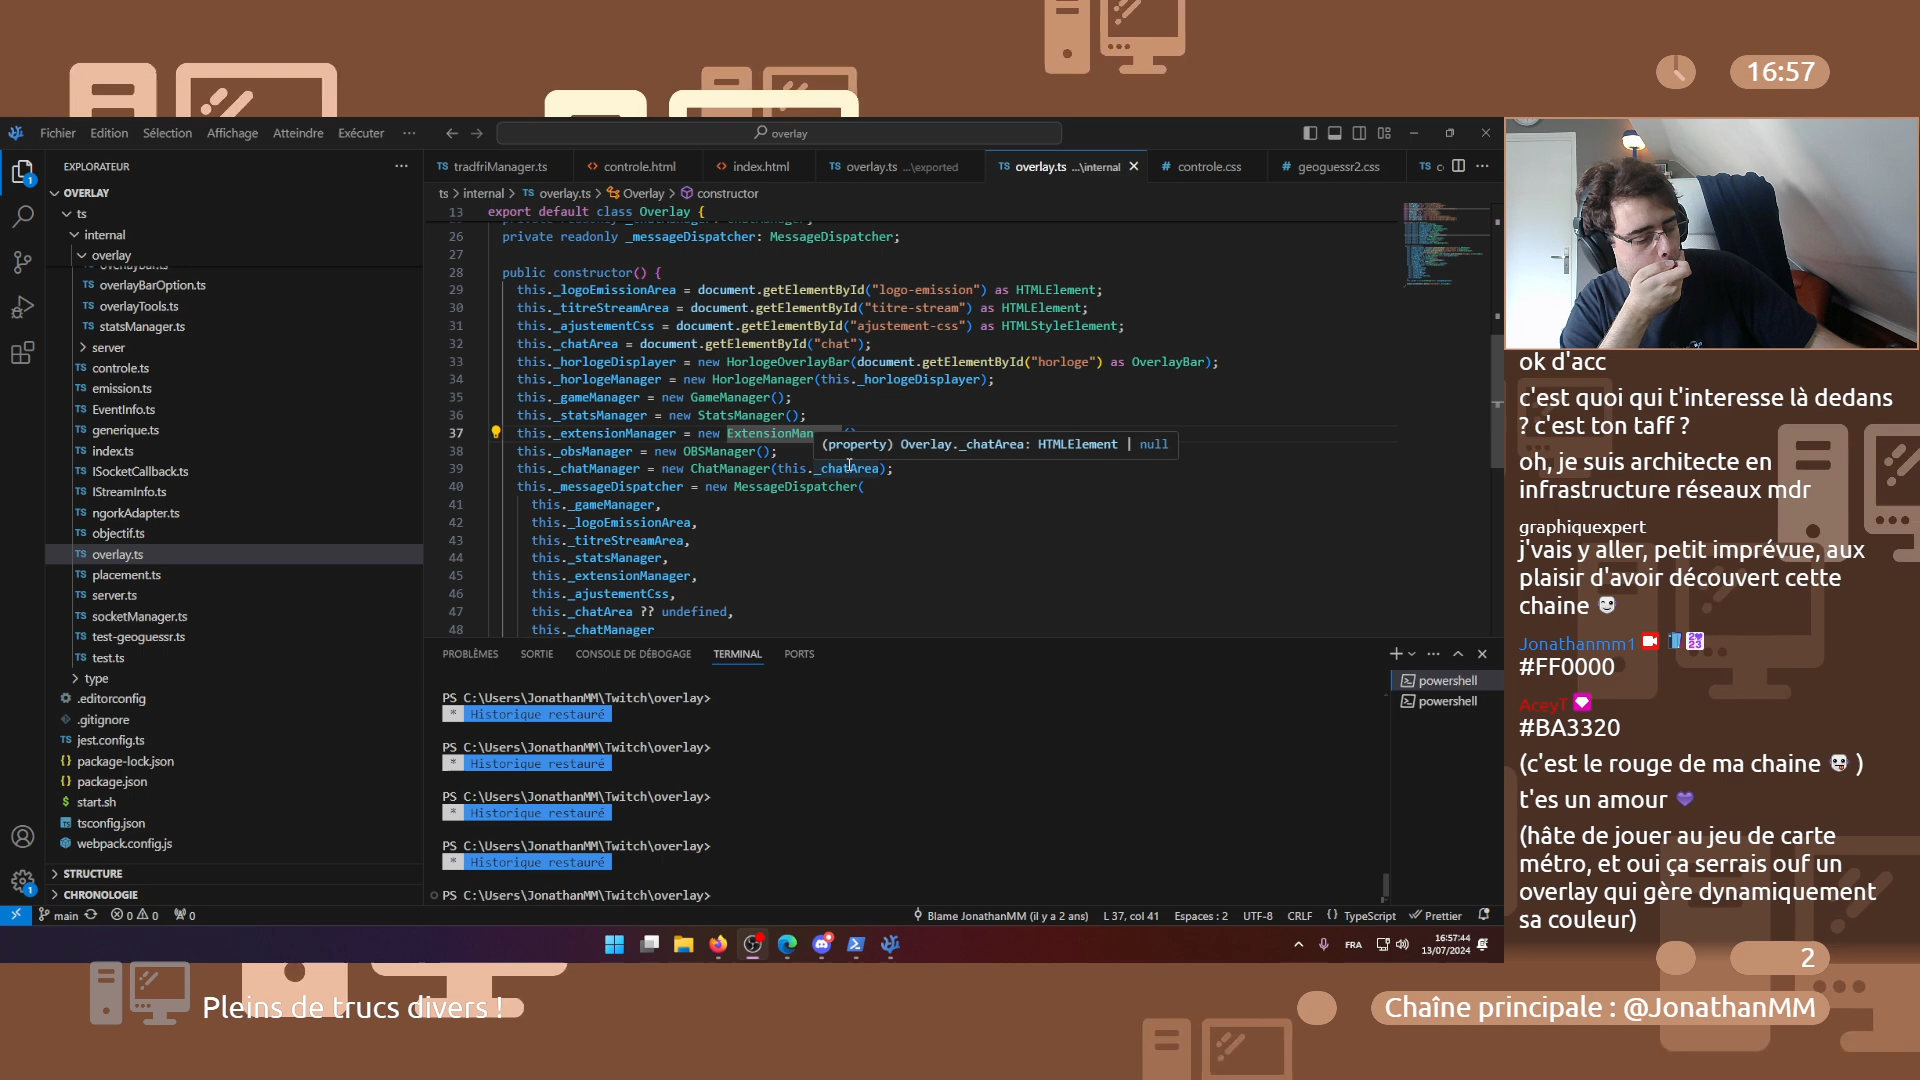 16:57
Fichier Edition Sélection Affichage Atteindre Exécuter ···
overlay
EXPLORATEUR
OVERLAY
ts
internal
overlay
overlayBar.ts
overlayBarOption.ts
overlayTools.ts
statsManager.ts
server
controle.ts
emission.ts
EventInfo.ts
generique.ts
index.ts
ISocketCallback.ts
IStreamInfo.ts
ngorkAdapter.ts
objectif.ts
overlay.ts
placement.ts
server.ts
socketManager.ts
test-geoguessr.ts
test.ts
type
.editorconfig
.gitignore
jest.config.ts
package-lock.json
package.json
start.sh
tsconfig.json
webpack.config.js
STRUCTURE
CHRONOLOGIE
TS tradfriManager.ts <> controle.html <> index.html TS overlay.ts ...\exported TS overlay.ts ...\internal # controle.css # geoguessr2.css TS
ts > internal > TS overlay.ts > Overlay > constructor
13 export default class Overlay {
26 private readonly _messageDispatcher: MessageDispatcher;
27
28 public constructor() {
29 this._logoEmissionArea = document.getElementById("logo-emission") as HTMLElement;
30 this._titreStreamArea = document.getElementById("titre-stream") as HTMLElement;
31 this._ajustementCss = document.getElementById("ajustement-css") as HTMLStyleElement;
32 this._chatArea = document.getElementById("chat");
33 this._horlogeDisplayer = new HorlogeOverlayBar(document.getElementById("horloge") as OverlayBar);
34 this._horlogeManager = new HorlogeManager(this._horlogeDisplayer);
35 this._gameManager = new GameManager();
36 this._statsManager = new StatsManager();
37 this._extensionManager = new ExtensionMan
(property) Overlay._chatArea: HTMLElement | null
38 this._obsManager = new OBSManager();
39 this._chatManager = new ChatManager(this._chatArea);
40 this._messageDispatcher = new MessageDispatcher(
41 this._gameManager,
42 this._logoEmissionArea,
43 this._titreStreamArea,
44 this._statsManager,
45 this._extensionManager,
46 this._ajustementCss,
47 this._chatArea ?? undefined,
48 this._chatManager
PROBLÈMES SORTIE CONSOLE DE DÉBOGAGE TERMINAL PORTS
powershell
powershell
PS C:\Users\JonathanMM\Twitch\overlay>
* Historique restauré
PS C:\Users\JonathanMM\Twitch\overlay>
* Historique restauré
PS C:\Users\JonathanMM\Twitch\overlay>
* Historique restauré
PS C:\Users\JonathanMM\Twitch\overlay>
* Historique restauré
PS C:\Users\JonathanMM\Twitch\overlay>
main 0 0 0 Blame JonathanMM (il y a 2 ans) L 37, col 41 Espaces : 2 UTF-8 CRLF {} TypeScript Prettier
FRA 16:57:44
13/07/2024
ok d'acc
c'est quoi qui t'interesse là dedans
? c'est ton taff ?
oh, je suis architecte en
infrastructure réseaux mdr
graphiquexpert
j'vais y aller, petit imprévue, aux
plaisir d'avoir découvert cette
chaine
Jonathanmm1
#FF0000
AceyT
#BA3320
(c'est le rouge de ma chaine )
t'es un amour
(hâte de jouer au jeu de carte
métro, et oui ça serrais ouf un
overlay qui gère dynamiquement
sa couleur)
2
Pleins de trucs divers !
Chaîne principale : @JonathanMM